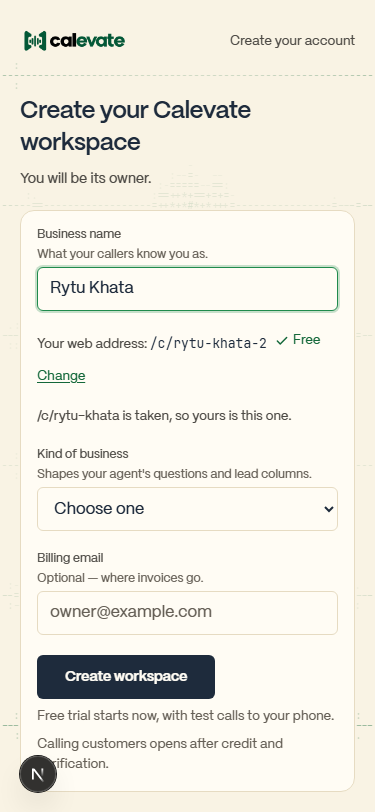 calevate
Create your account
Create your Calevate
workspace
You will be its owner.
Business name
What your callers know you as.
Rytu Khata
Your web address: /c/rytu-khata-2 ✓ Free
Change
/c/rytu-khata is taken, so yours is this one.
Kind of business
Shapes your agent's questions and lead columns.
Choose one
Billing email
Optional — where invoices go.
owner@example.com
Create workspace
Free trial starts now, with test calls to your phone.
Calling customers opens after credit and
rification.
N